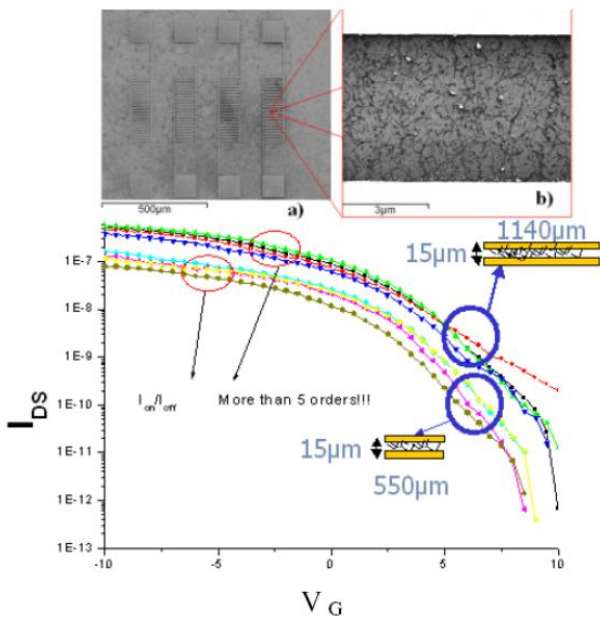 500µm
a)
3µm
b)
1140µm
15µm
1E-7
1E-8
1E-9
1E-10
1E-11
1E-12
1E-13
I_DS
I_on/I_off
More than 5 orders!!!
15µm
550µm
-10
-5
0
5
10
V_G